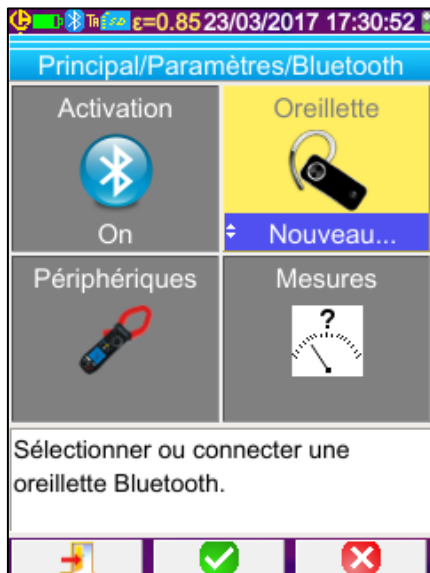 ε=0.85 23/03/2017 17:30:52
Principal/Paramètres/Bluetooth
Activation
Oreillette
On
Nouveau...
Périphériques
Mesures
?
Sélectionner ou connecter une
oreillette Bluetooth.